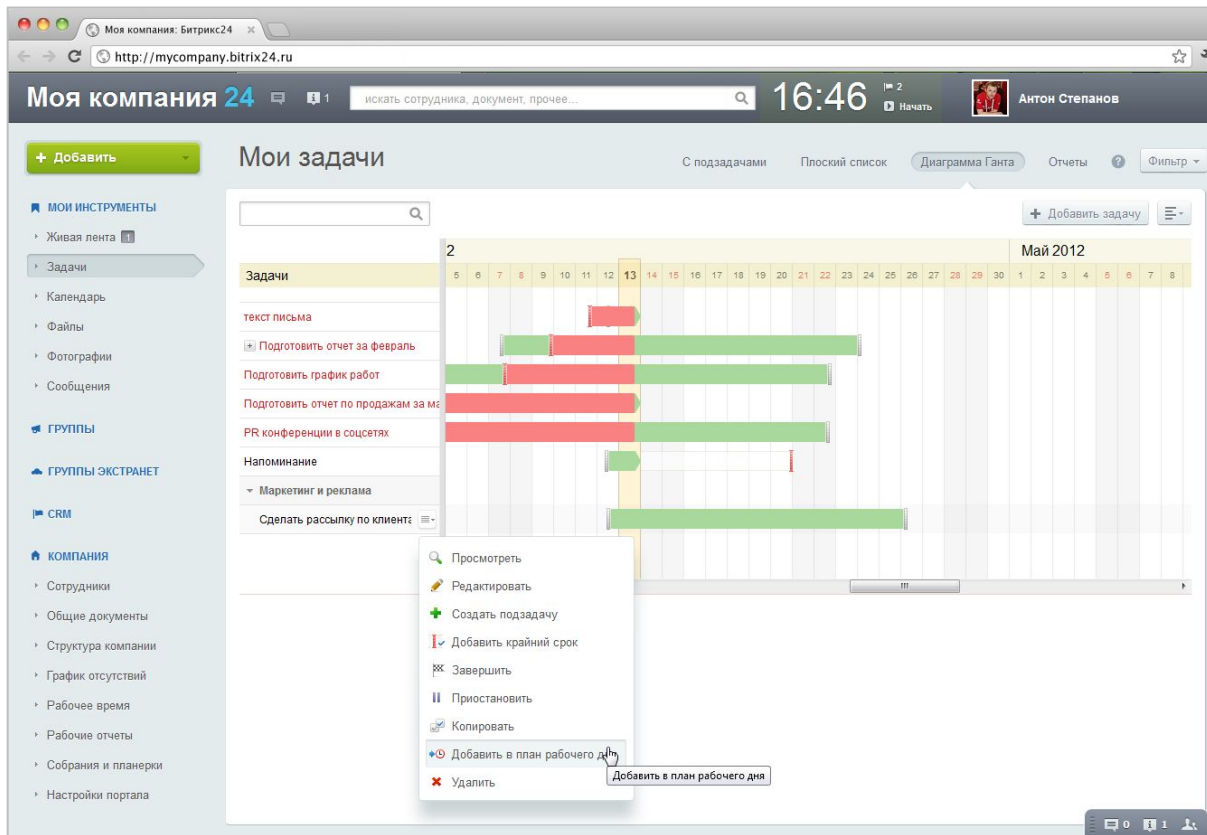 Моя компания: Битрикс24
http://mycompany.bitrix24.ru
Моя компания 24
1
искать сотрудника, документ, прочее...
16:46
2
Начать
Антон Степанов
Добавить
Мои задачи
С подзадачами
Плоский список
Диаграмма Ганта
Отчеты
?
Фильтр
МОИ ИНСТРУМЕНТЫ
Живая лента 1
Задачи
Календарь
Файлы
Фотографии
Сообщения
ГРУППЫ
ГРУППЫ ЭКСТРАНЕТ
CRM
КОМПАНИЯ
Сотрудники
Общие документы
Структура компании
График отсутствий
Рабочее время
Рабочие отчеты
Собрания и планерки
Настройки портала
Добавить задачу
2
Май 2012
Задачи
5 6 7 8 9 10 11 12 13 14 15 16 17 18 19 20 21 22 23 24 25 26 27 28 29 30 1 2 3 4 5 6 7 8
текст письма
Подготовить отчет за февраль
Подготовить график работ
Подготовить отчет по продажам за ма
PR конференции в соцсетях
Напоминание
Маркетинг и реклама
Сделать рассылку по клиента
Просмотреть
Редактировать
Создать подзадачу
Добавить крайний срок
Завершить
Приостановить
Копировать
Добавить в план рабочего д
Добавить в план рабочего дня
Удалить
0
1